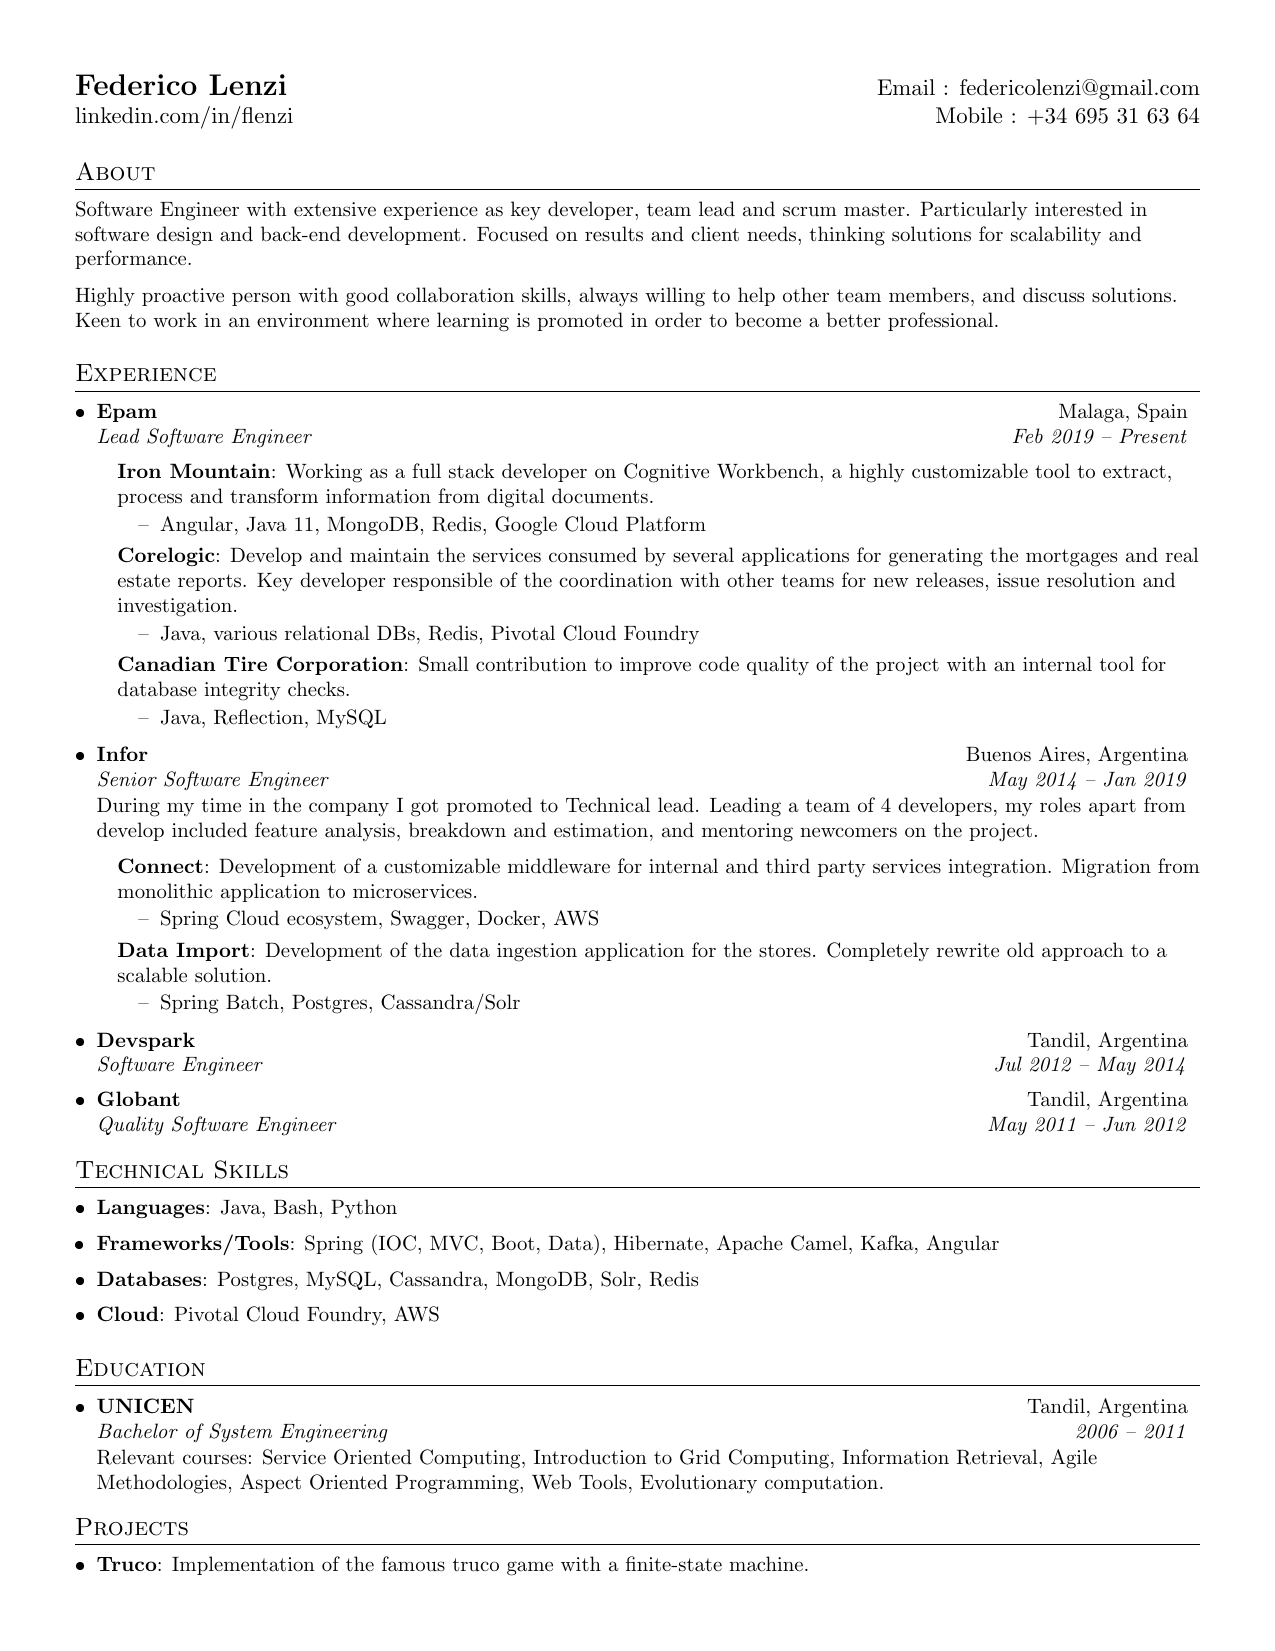 Federico Lenzi
Email : federicolenzi@gmail.com
linkedin.com/in/flenzi
Mobile : +34 695 31 63 64
About
Software Engineer with extensive experience as key developer, team lead and scrum master. Particularly interested in
software design and back-end development. Focused on results and client needs, thinking solutions for scalability and
performance.
Highly proactive person with good collaboration skills, always willing to help other team members, and discuss solutions.
Keen to work in an environment where learning is promoted in order to become a better professional.
Experience
• Epam Malaga, Spain
Lead Software Engineer Feb 2019 – Present
Iron Mountain: Working as a full stack developer on Cognitive Workbench, a highly customizable tool to extract,
process and transform information from digital documents.
– Angular, Java 11, MongoDB, Redis, Google Cloud Platform
Corelogic: Develop and maintain the services consumed by several applications for generating the mortgages and real
estate reports. Key developer responsible of the coordination with other teams for new releases, issue resolution and
investigation.
– Java, various relational DBs, Redis, Pivotal Cloud Foundry
Canadian Tire Corporation: Small contribution to improve code quality of the project with an internal tool for
database integrity checks.
– Java, Reflection, MySQL
• Infor Buenos Aires, Argentina
Senior Software Engineer May 2014 – Jan 2019
During my time in the company I got promoted to Technical lead. Leading a team of 4 developers, my roles apart from
develop included feature analysis, breakdown and estimation, and mentoring newcomers on the project.
Connect: Development of a customizable middleware for internal and third party services integration. Migration from
monolithic application to microservices.
– Spring Cloud ecosystem, Swagger, Docker, AWS
Data Import: Development of the data ingestion application for the stores. Completely rewrite old approach to a
scalable solution.
– Spring Batch, Postgres, Cassandra/Solr
• Devspark Tandil, Argentina
Software Engineer Jul 2012 – May 2014
• Globant Tandil, Argentina
Quality Software Engineer May 2011 – Jun 2012
Technical Skills
• Languages: Java, Bash, Python
• Frameworks/Tools: Spring (IOC, MVC, Boot, Data), Hibernate, Apache Camel, Kafka, Angular
• Databases: Postgres, MySQL, Cassandra, MongoDB, Solr, Redis
• Cloud: Pivotal Cloud Foundry, AWS
Education
• UNICEN Tandil, Argentina
Bachelor of System Engineering 2006 – 2011
Relevant courses: Service Oriented Computing, Introduction to Grid Computing, Information Retrieval, Agile
Methodologies, Aspect Oriented Programming, Web Tools, Evolutionary computation.
Projects
• Truco: Implementation of the famous truco game with a finite-state machine.